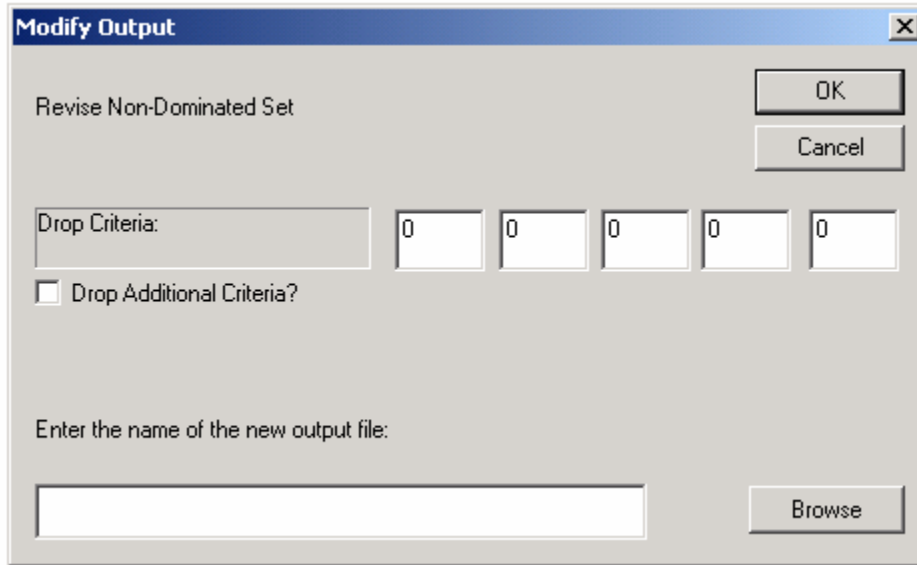 Modify Output
Revise Non-Dominated Set
OK
Cancel
Drop Criteria: 0 0 0 0 0
Drop Additional Criteria?
Enter the name of the new output file:
Browse